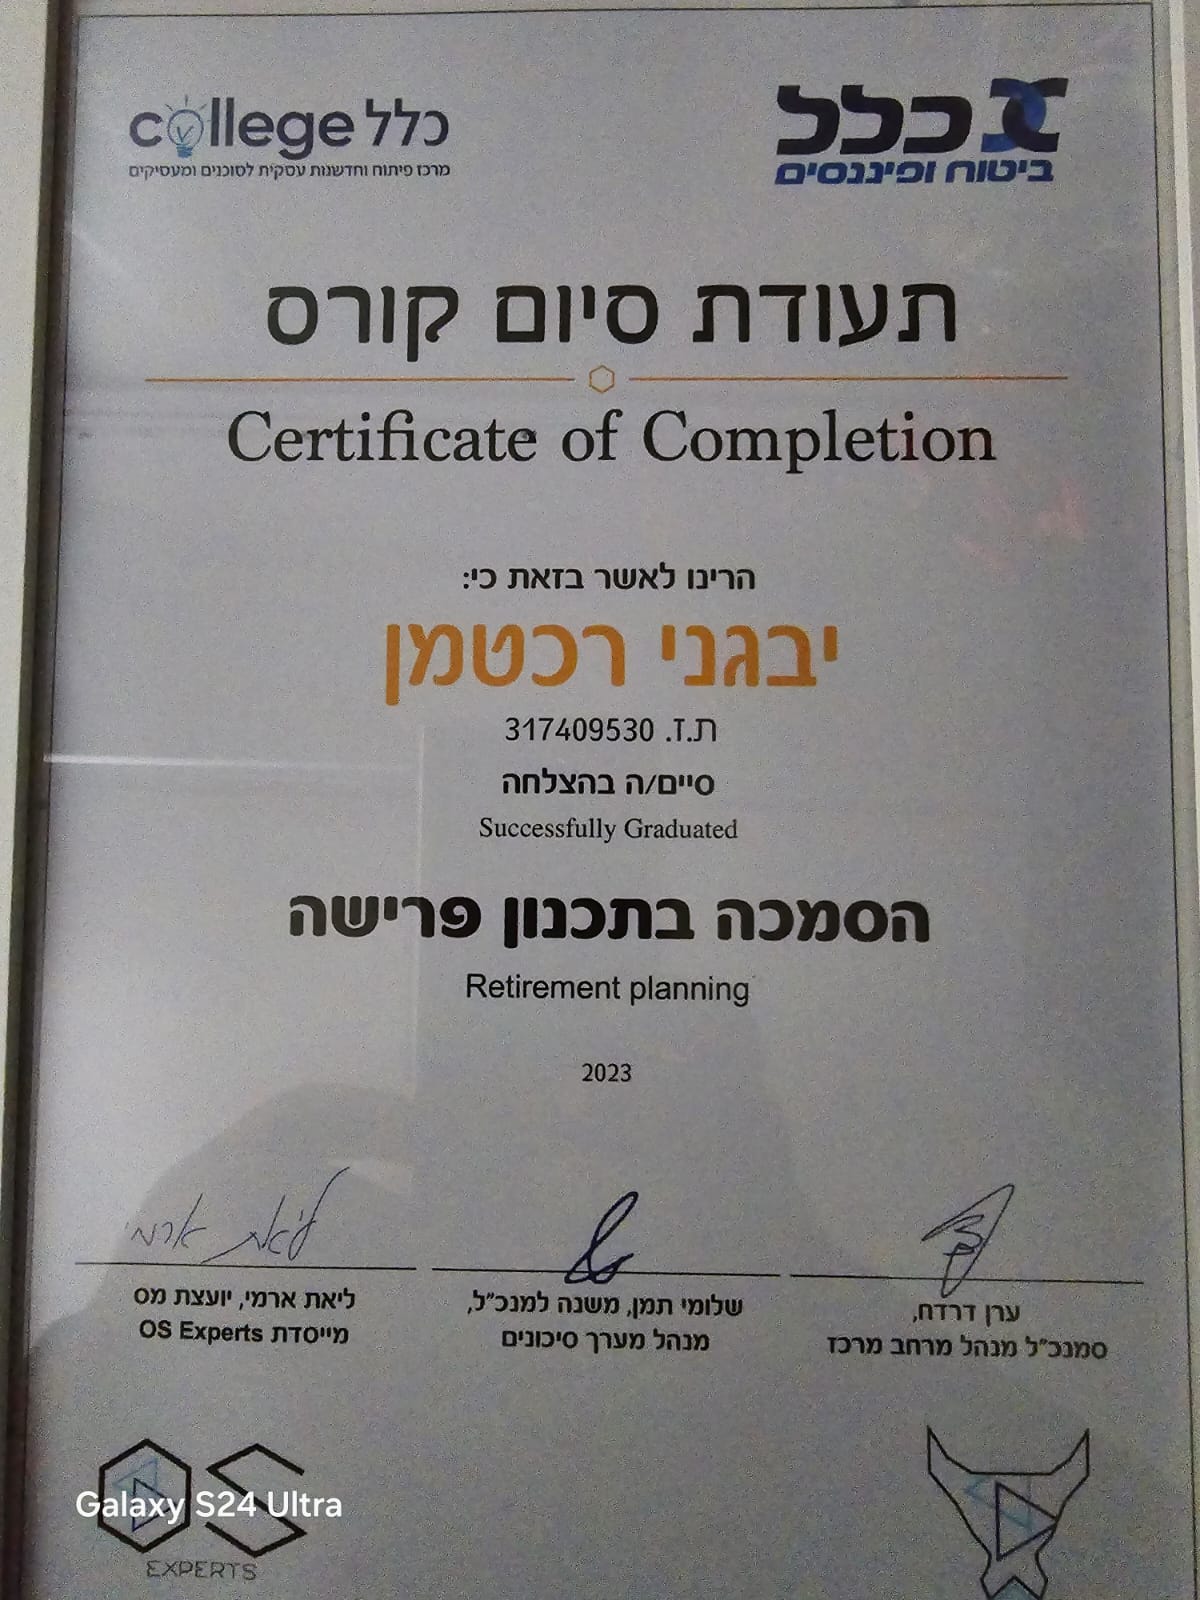 כלל college
מרכז פיתוח וחדשנות עסקית לסוכנים ומעסיקים
כלל
ביטוח ופיננסים
תעודת סיום קורס
Certificate of Completion
הרינו לאשר בזאת כי:
יבגני רכטמן
ת.ז. 317409530
סיים/ה בהצלחה
Successfully Graduated
הסמכה בתכנון פרישה
Retirement planning
2023
ליאת ארמי
ערן דרדח,
סמנכ"ל מנהל מרחב מרכז
שלומי תמן, משנה למנכ"ל,
מנהל מערך סיכונים
ליאת ארמי, יועצת מס
מייסדת OS Experts
OS
EXPERTS
Galaxy S24 Ultra